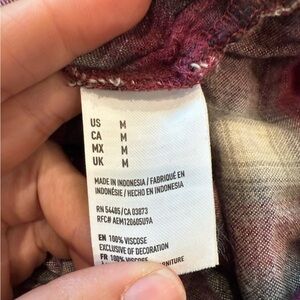 US M
CA M
MX M
UK M
MADE IN INDONESIA / FABRIQUÉ EN
INDONÉSIE / HECHO EN INDONESIA
RN 54485/CA 03873
RFC# AEM120605U9A
EN 100% VISCOSE
EXCLUSIVE OF DECORATION
FR 100% VISCOSE